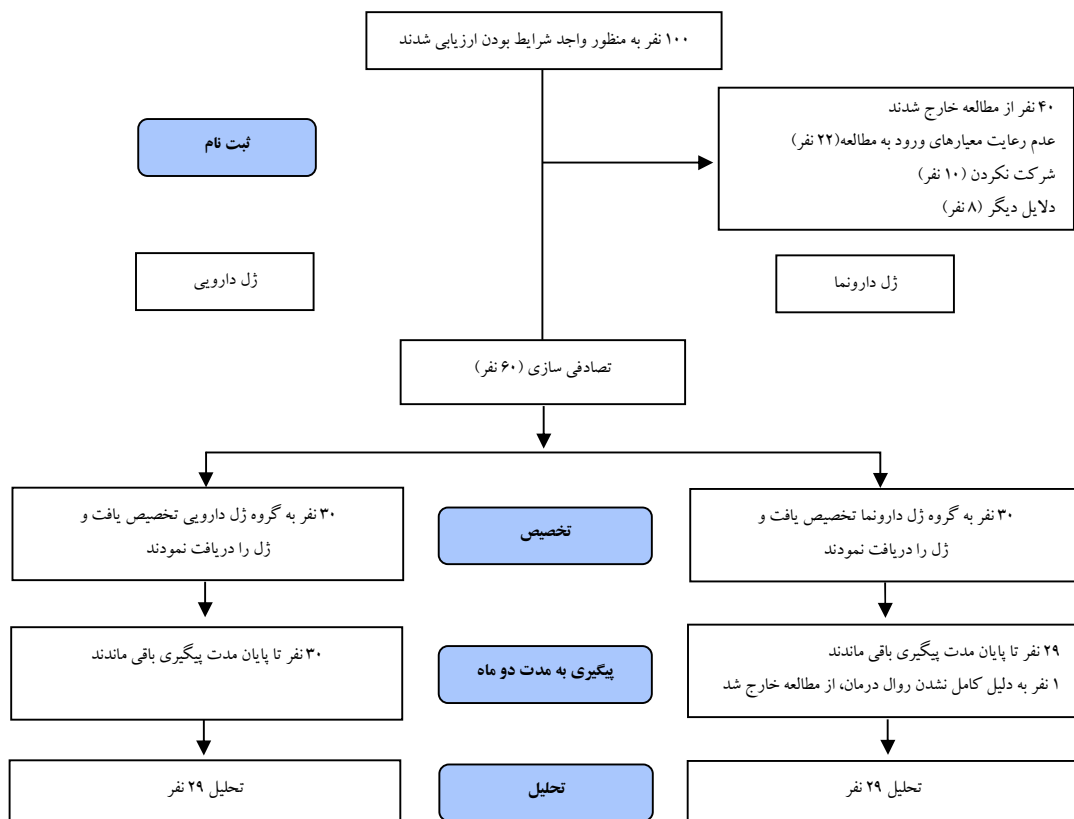 ۱۰۰ نفر به منظور واجد شرایط بودن ارزیابی شدند
۴۰ نفر از مطالعه خارج شدند
عدم رعایت معیارهای ورود به مطالعه(۲۲ نفر)
شرکت نکردن (۱۰ نفر)
دلایل دیگر (۸ نفر)
ثبت نام
ژل دارونما
ژل دارویی
تصادفی سازی (۶۰ نفر)
۳۰ نفر به گروه ژل دارونما تخصیص یافت و
ژل را دریافت نمودند
تخصیص
۳۰ نفر به گروه ژل دارویی تخصیص یافت و
ژل را دریافت نمودند
۲۹ نفر تا پایان مدت پیگیری باقی ماندند
۱ نفر به دلیل کامل نشدن روال درمان، از مطالعه خارج شد
پیگیری به مدت دو ماه
۳۰ نفر تا پایان مدت پیگیری باقی ماندند
تحلیل ۲۹ نفر
تحلیل
تحلیل ۲۹ نفر